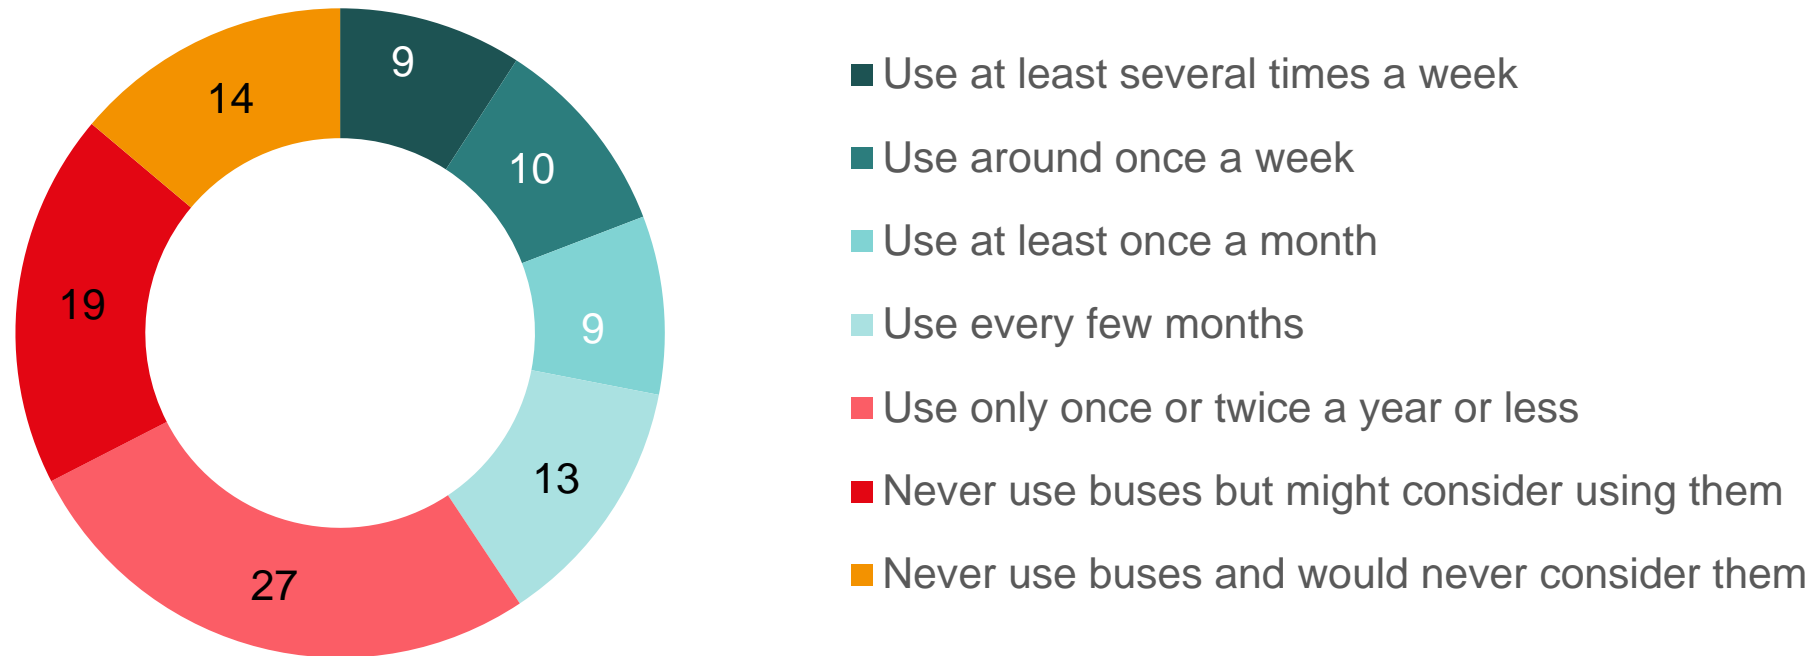 9
10
9
13
27
19
14
Use at least several times a week
Use around once a week
Use at least once a month
Use every few months
Use only once or twice a year or less
Never use buses but might consider using them
Never use buses and would never consider them